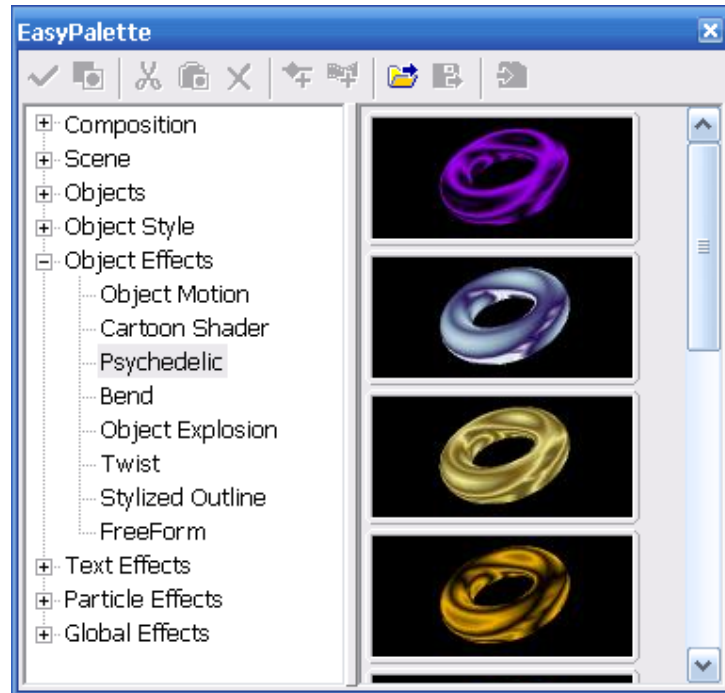 EasyPalette
Composition
Scene
Objects
Object Style
Object Effects
Object Motion
Cartoon Shader
Psychedelic
Bend
Object Explosion
Twist
Stylized Outline
FreeForm
Text Effects
Particle Effects
Global Effects